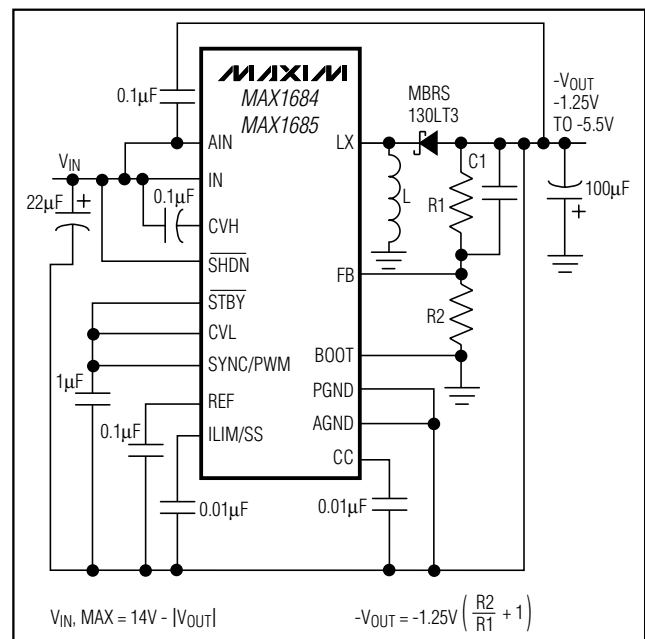 MAXIM
MAX1684
MAX1685
0.1µF
MBRS
130LT3
-VOUT
-1.25V
TO -5.5V
AIN
LX
C1
VIN
IN
0.1µF
22µF
+
CVH
L
R1
100µF
+
SHDN
FB
STBY
R2
CVL
SYNC/PWM
BOOT
1µF
PGND
REF
AGND
0.1µF
ILIM/SS
CC
0.01µF
0.01µF
VIN, MAX = 14V - |VOUT|
-VOUT = -1.25V ( R2/R1 + 1 )